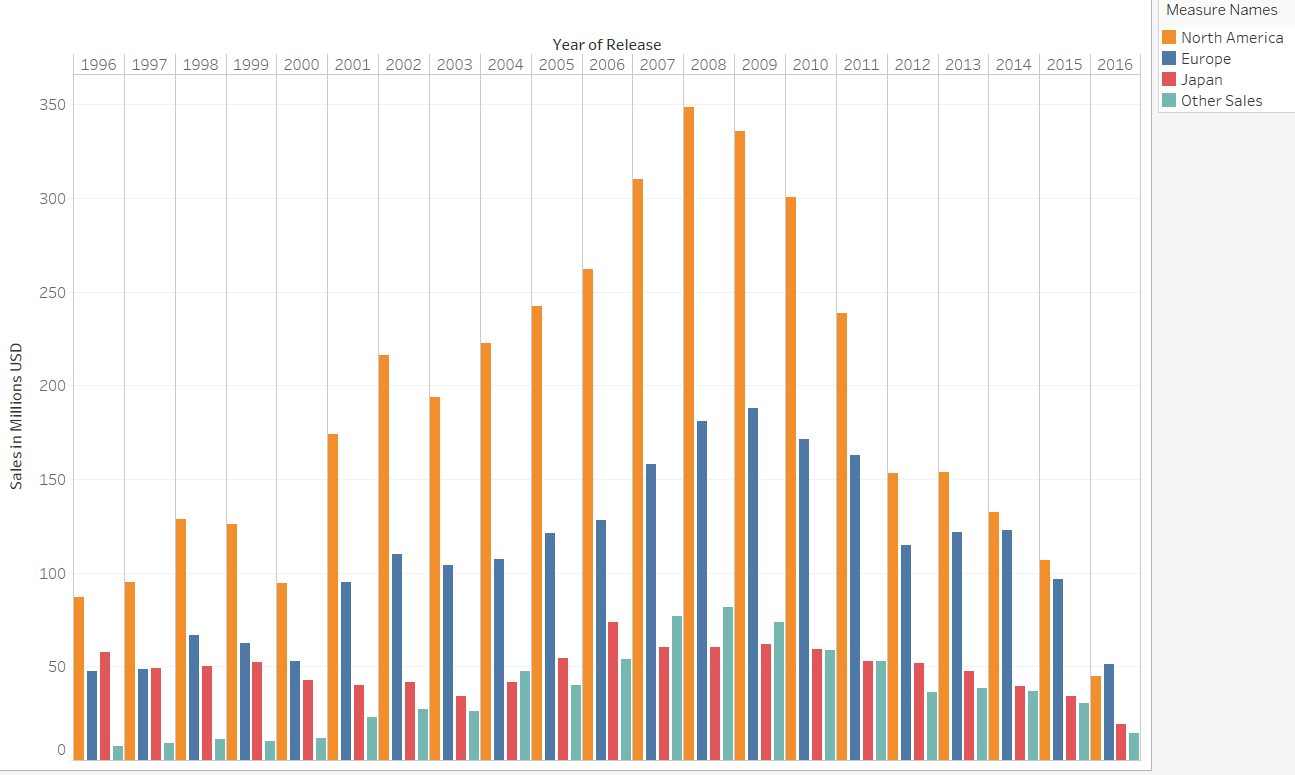 Measure Names
North America
Europe
Japan
Other Sales
Year of Release
1996 1997 1998 1999 2000 2001 2002 2003 2004 2005 2006 2007 2008 2009 2010 2011 2012 2013 2014 2015 2016
350
300
250
200
150
100
50
0
Sales in Millions USD